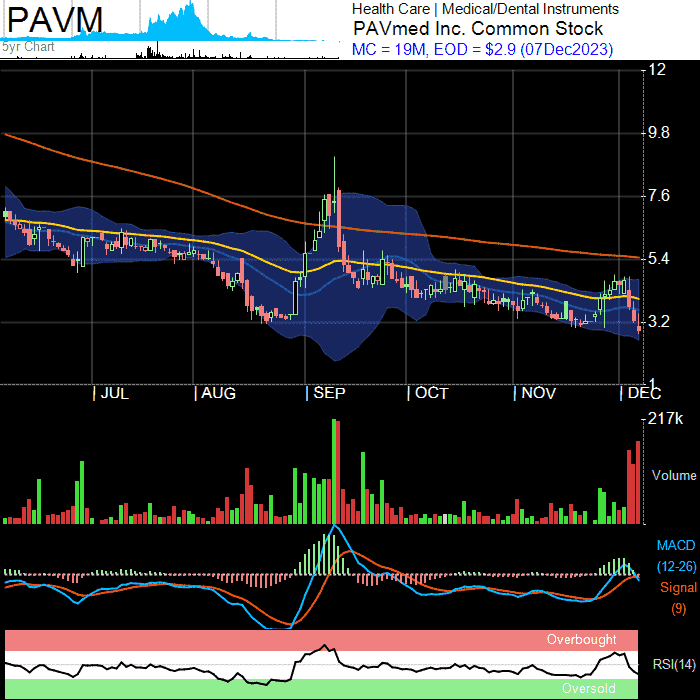 PAVM
5yr Chart
Health Care | Medical/Dental Instruments
PAVmed Inc. Common Stock
MC = 19M, EOD = $2.9 (07Dec2023)
12
9.8
7.6
5.4
3.2
1
| JUL | AUG | SEP | OCT | NOV | DEC
217k
Volume
MACD
(12-26)
Signal
(9)
Overbought
RSI(14)
Oversold